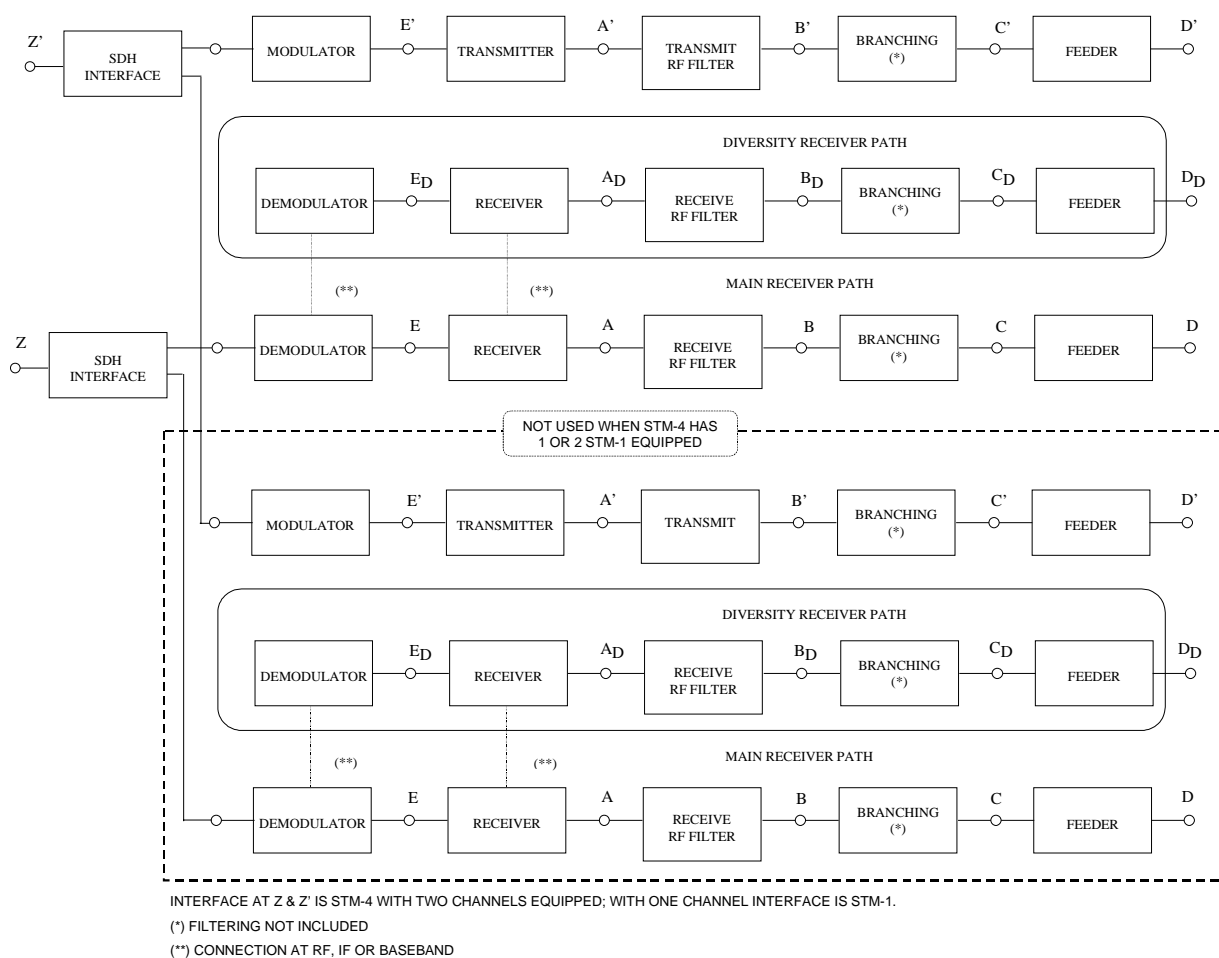 Z'
SDH
INTERFACE
MODULATOR
E'
TRANSMITTER
A'
TRANSMIT
RF FILTER
B'
BRANCHING
(*)
C'
FEEDER
D'
DIVERSITY RECEIVER PATH
DEMODULATOR
ED
RECEIVER
AD
RECEIVE
RF FILTER
BD
BRANCHING
(*)
CD
FEEDER
DD
(**)
(**)
MAIN RECEIVER PATH
Z
SDH
INTERFACE
DEMODULATOR
E
RECEIVER
A
RECEIVE
RF FILTER
B
BRANCHING
(*)
C
FEEDER
D
NOT USED WHEN STM-4 HAS
1 OR 2 STM-1 EQUIPPED
MODULATOR
E'
TRANSMITTER
A'
TRANSMIT
B'
BRANCHING
(*)
C'
FEEDER
D'
DIVERSITY RECEIVER PATH
DEMODULATOR
ED
RECEIVER
AD
RECEIVE
RF FILTER
BD
BRANCHING
(*)
CD
FEEDER
DD
(**)
(**)
MAIN RECEIVER PATH
DEMODULATOR
E
RECEIVER
A
RECEIVE
RF FILTER
B
BRANCHING
(*)
C
FEEDER
D
INTERFACE AT Z & Z' IS STM-4 WITH TWO CHANNELS EQUIPPED; WITH ONE CHANNEL INTERFACE IS STM-1.
(*) FILTERING NOT INCLUDED
(**) CONNECTION AT RF, IF OR BASEBAND